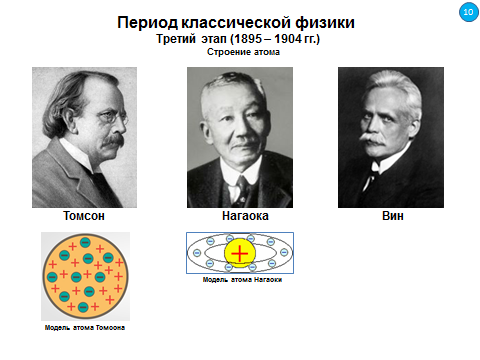 10
Период классической физики
Третий этап (1895 – 1904 гг.)
Строение атома
Томсон
Нагаока
Вин
Модель атома Томсона
Модель атома Нагаоки